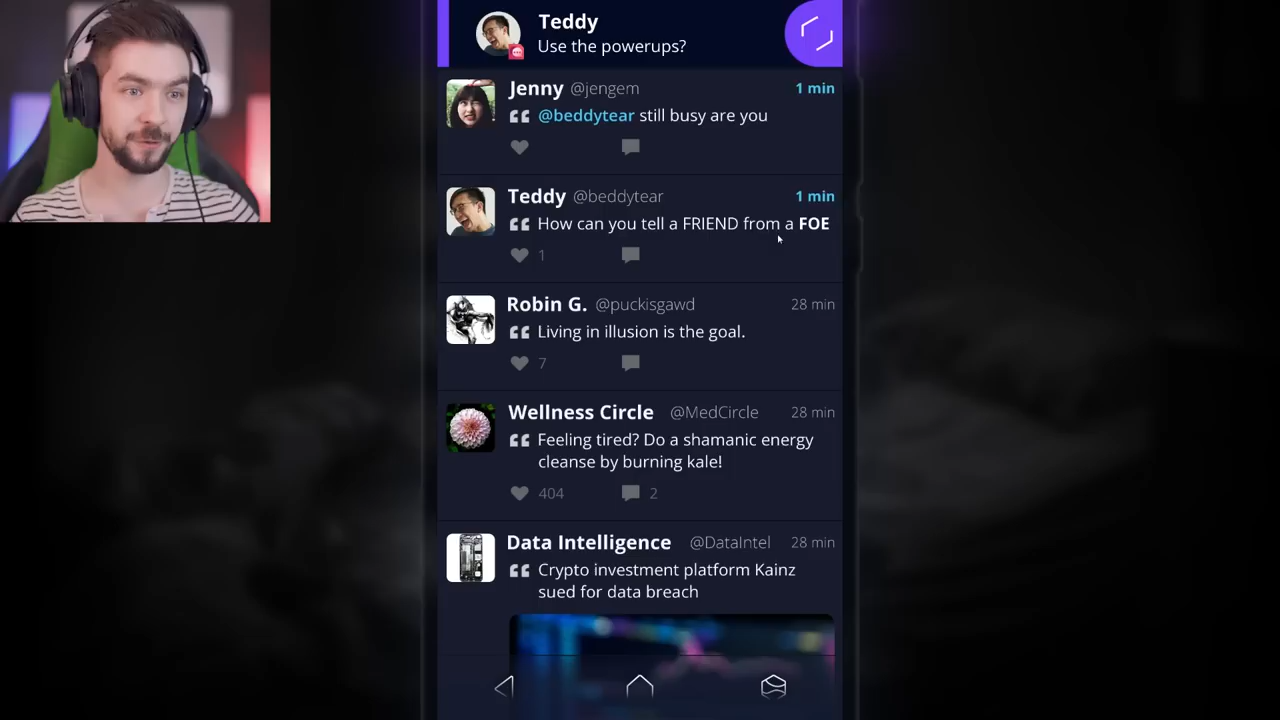 Teddy
Use the powerups?
Jenny @jengem 1 min
@beddytear still busy are you
Teddy @beddytear 1 min
How can you tell a FRIEND from a FOE
1
Robin G. @puckisgawd 28 min
Living in illusion is the goal.
7
Wellness Circle @MedCircle 28 min
Feeling tired? Do a shamanic energy
cleanse by burning kale!
404 2
Data Intelligence @DataIntel 28 min
Crypto investment platform Kainz
sued for data breach